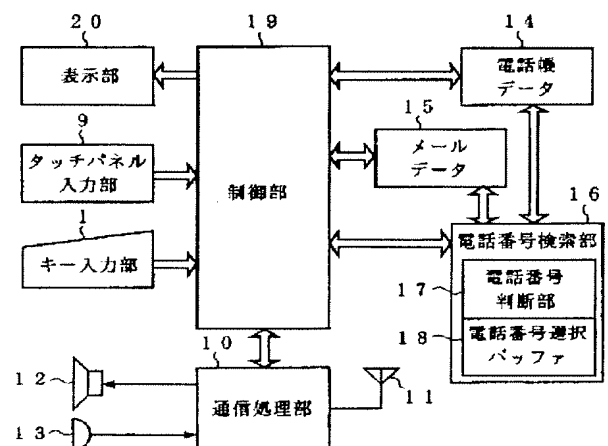 20
表示部
9
タッチパネル
入力部
1
キー入力部
19
制御部
14
電話帳
データ
15
メール
データ
16
電話番号検索部
17
電話番号
判断部
18
電話番号選択
バッファ
10
通信処理部
11
12
13